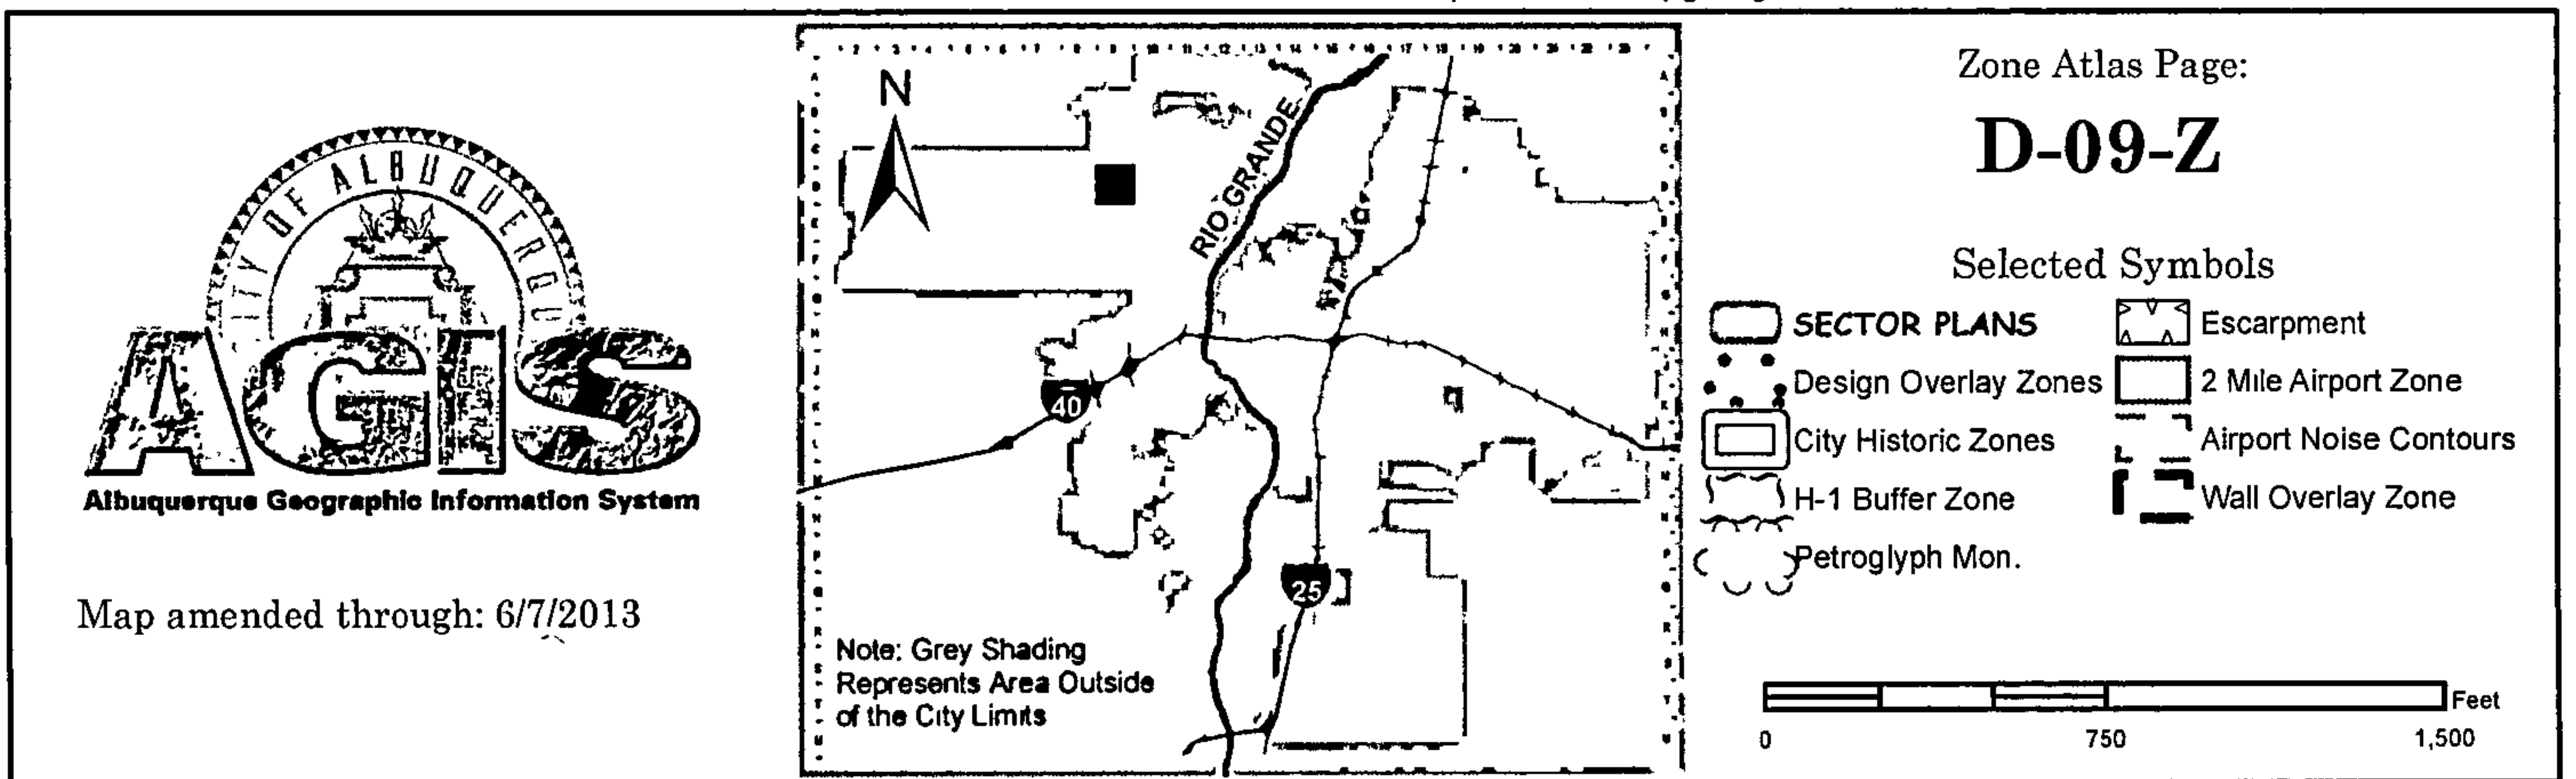 CITY OF ALBUQUERQUE
AGIS
Albuquerque Geographic Information System
Map amended through: 6/7/2013
N
RIO GRANDE
40
25
Note: Grey Shading
Represents Area Outside
of the City Limits
Zone Atlas Page:
D-09-Z
Selected Symbols
SECTOR PLANS
Design Overlay Zones
City Historic Zones
H-1 Buffer Zone
Petroglyph Mon.
Escarpment
2 Mile Airport Zone
Airport Noise Contours
Wall Overlay Zone
Feet
0 750 1,500